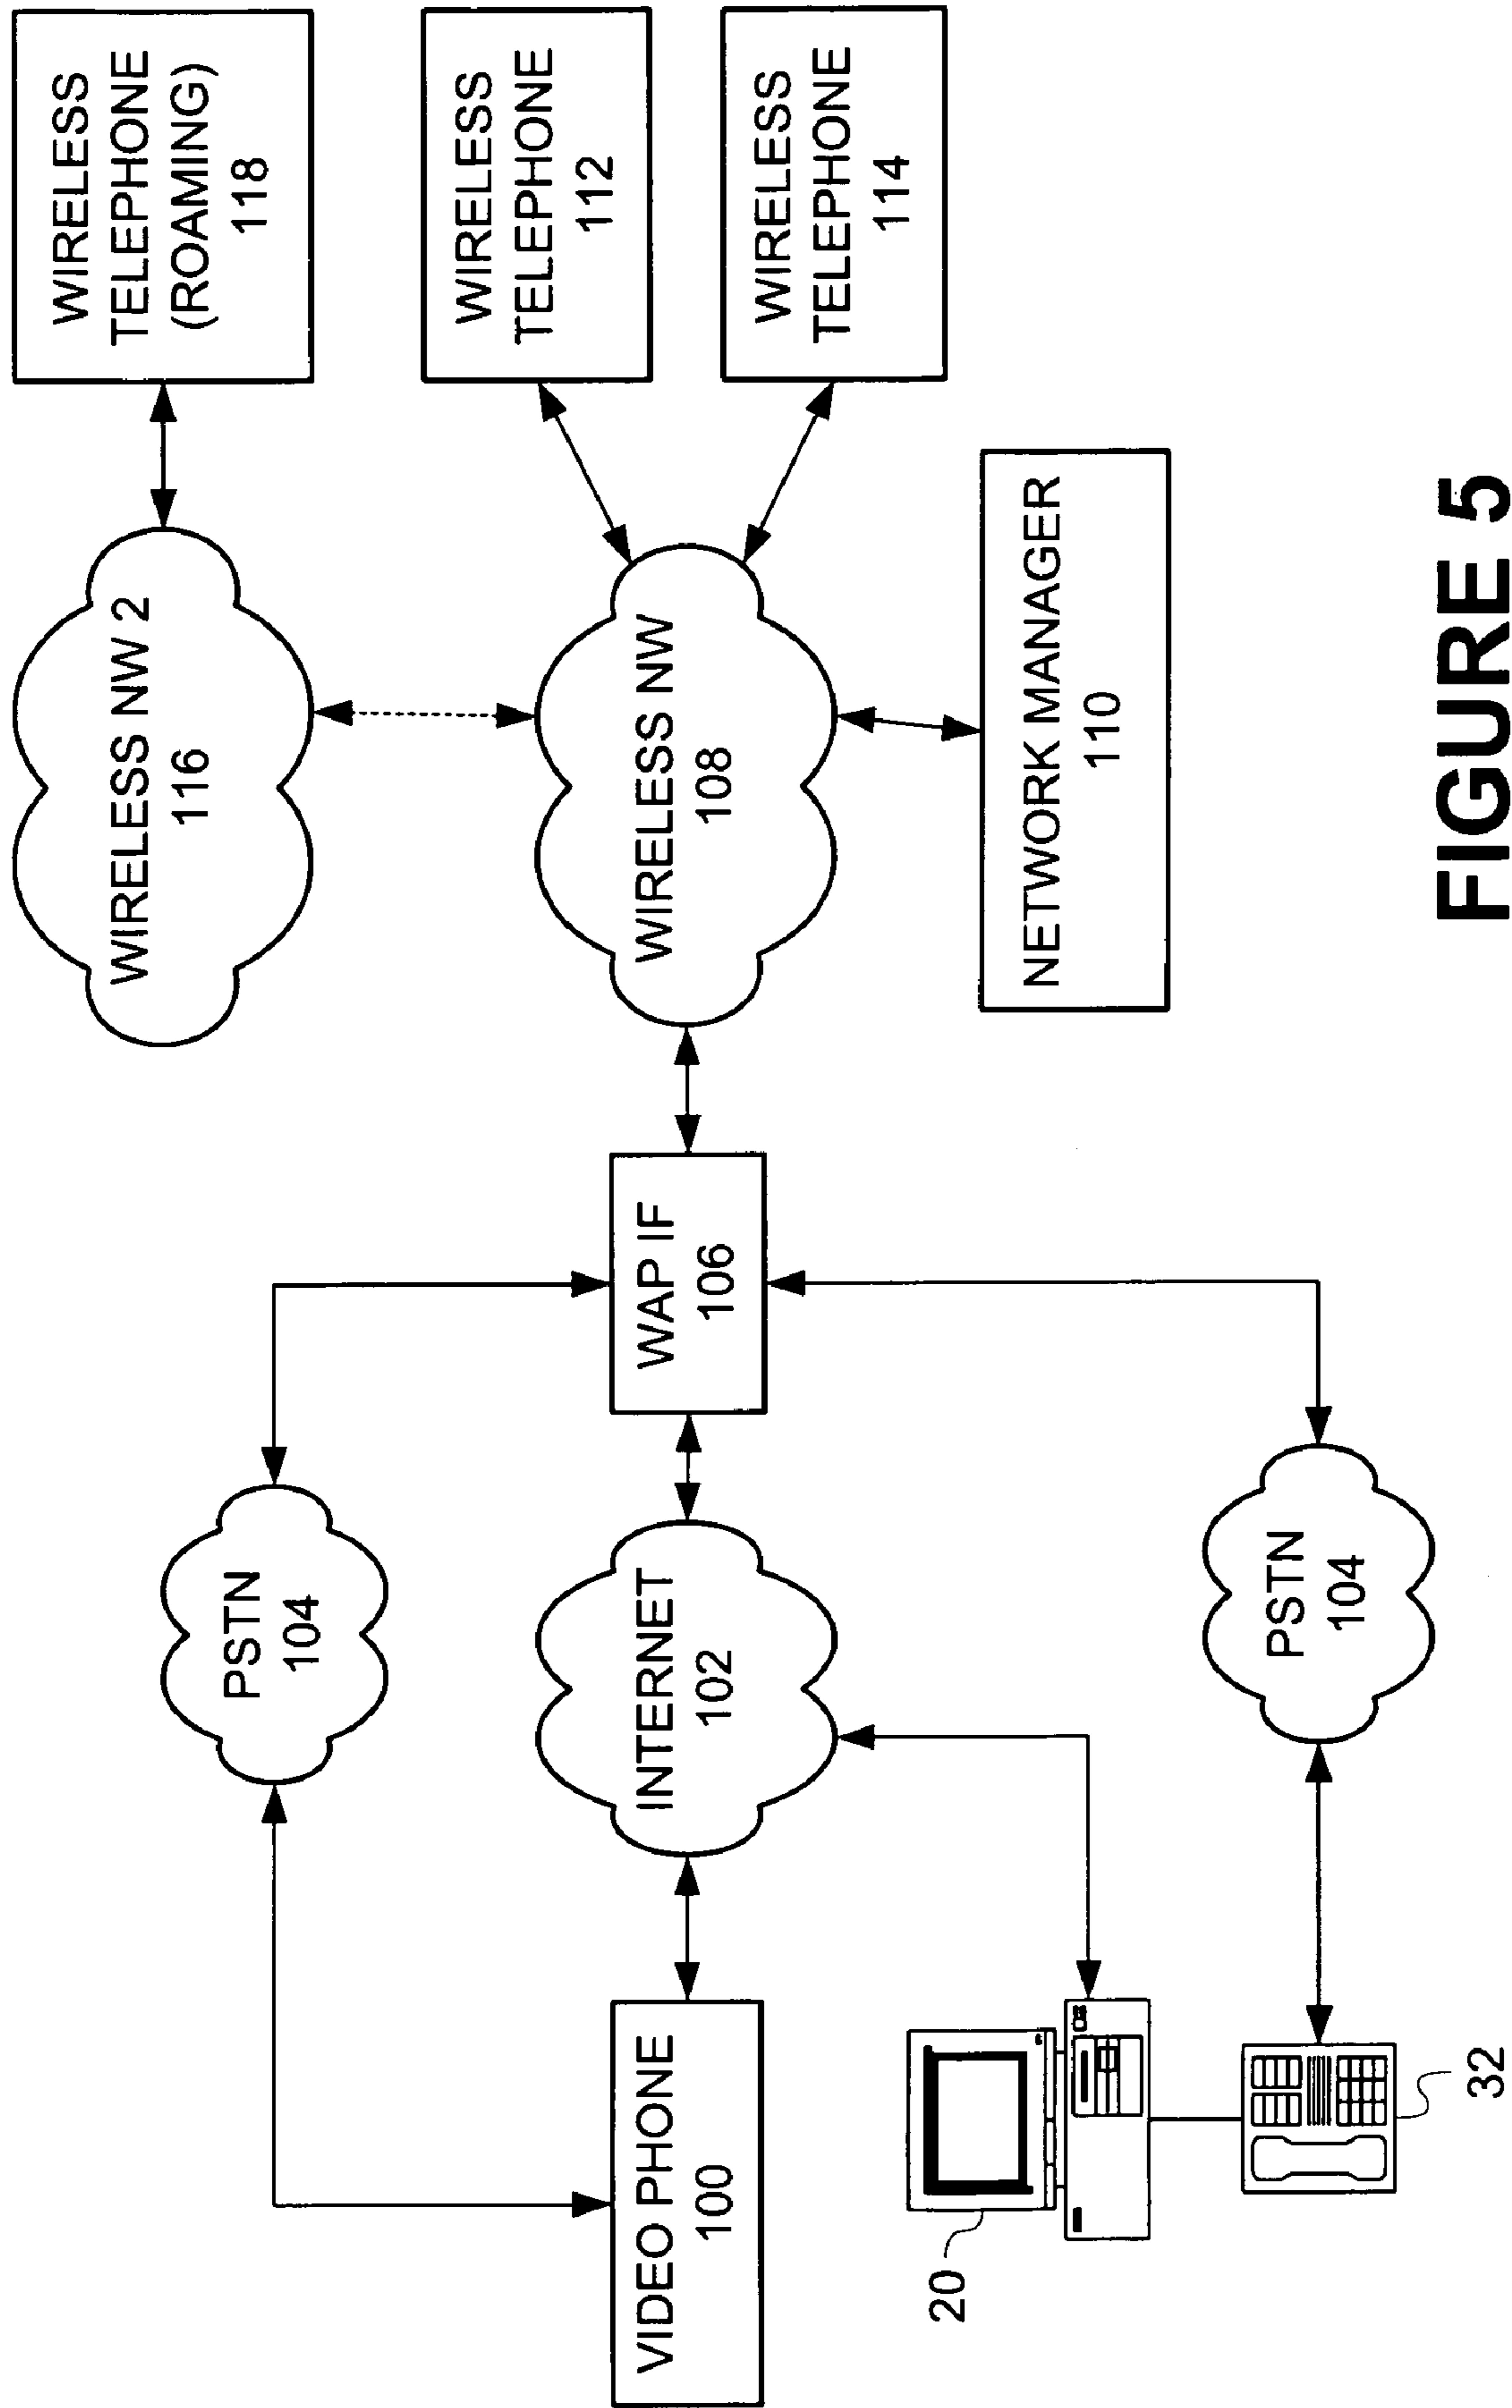 WIRELESS
TELEPHONE
(ROAMING)
118
WIRELESS NW 2
116
WIRELESS
TELEPHONE
112
WIRELESS
TELEPHONE
114
WIRELESS NW
108
NETWORK MANAGER
110
WAP IF
106
PSTN
104
INTERNET
102
PSTN
104
VIDEO PHONE
100
20
32
FIGURE 5